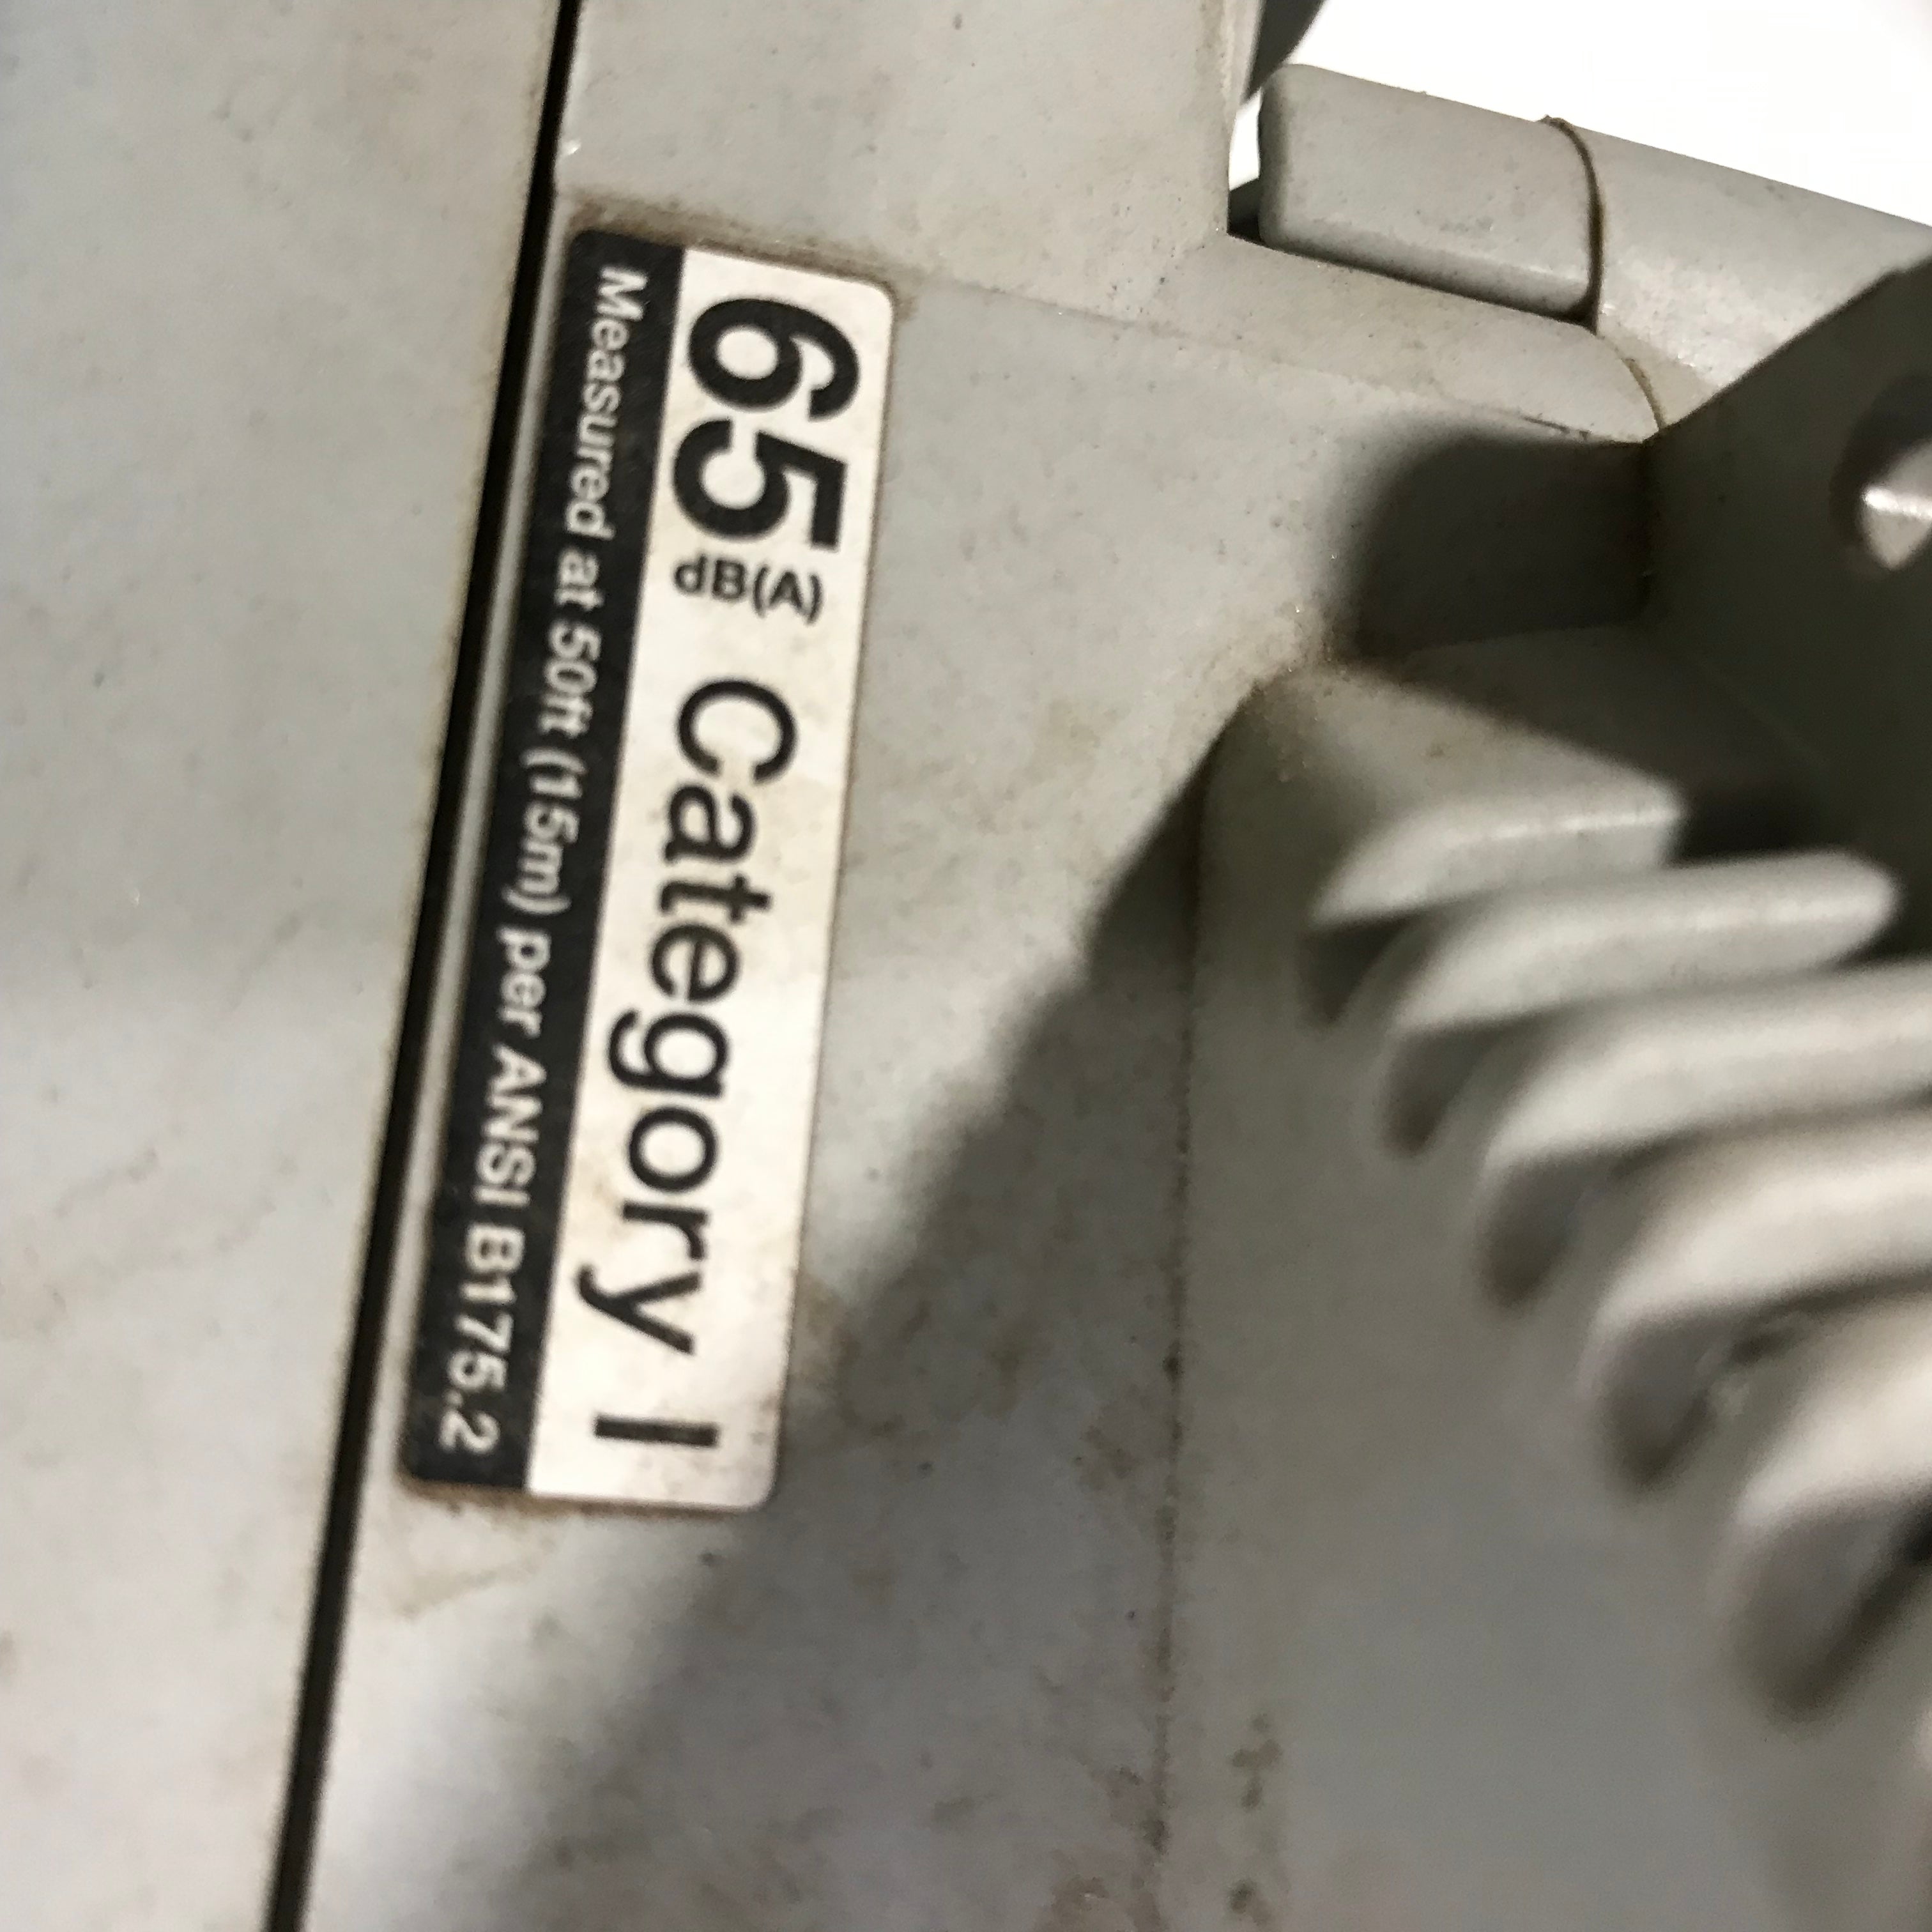 65 dB(A) Category I
Measured at 50ft (15m) per ANSI B175.2